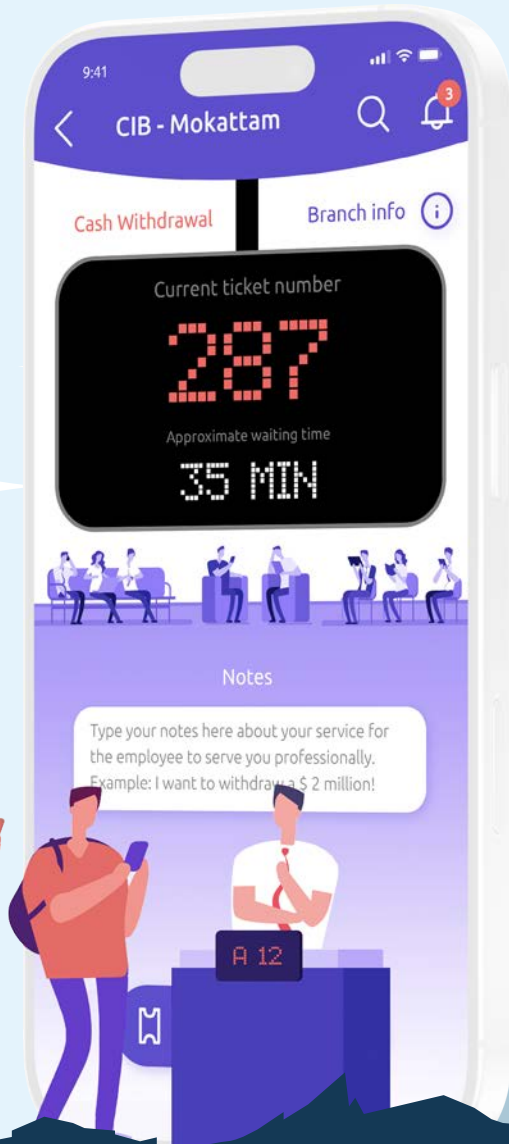 9:41
3
CIB - Mokattam
Cash Withdrawal
Branch info
i
Current ticket number
287
Approximate waiting time
35 MIN
Notes
Type your notes here about your service for
the employee to serve you professionally.
Example: I want to withdraw a $ 2 million!
A 12